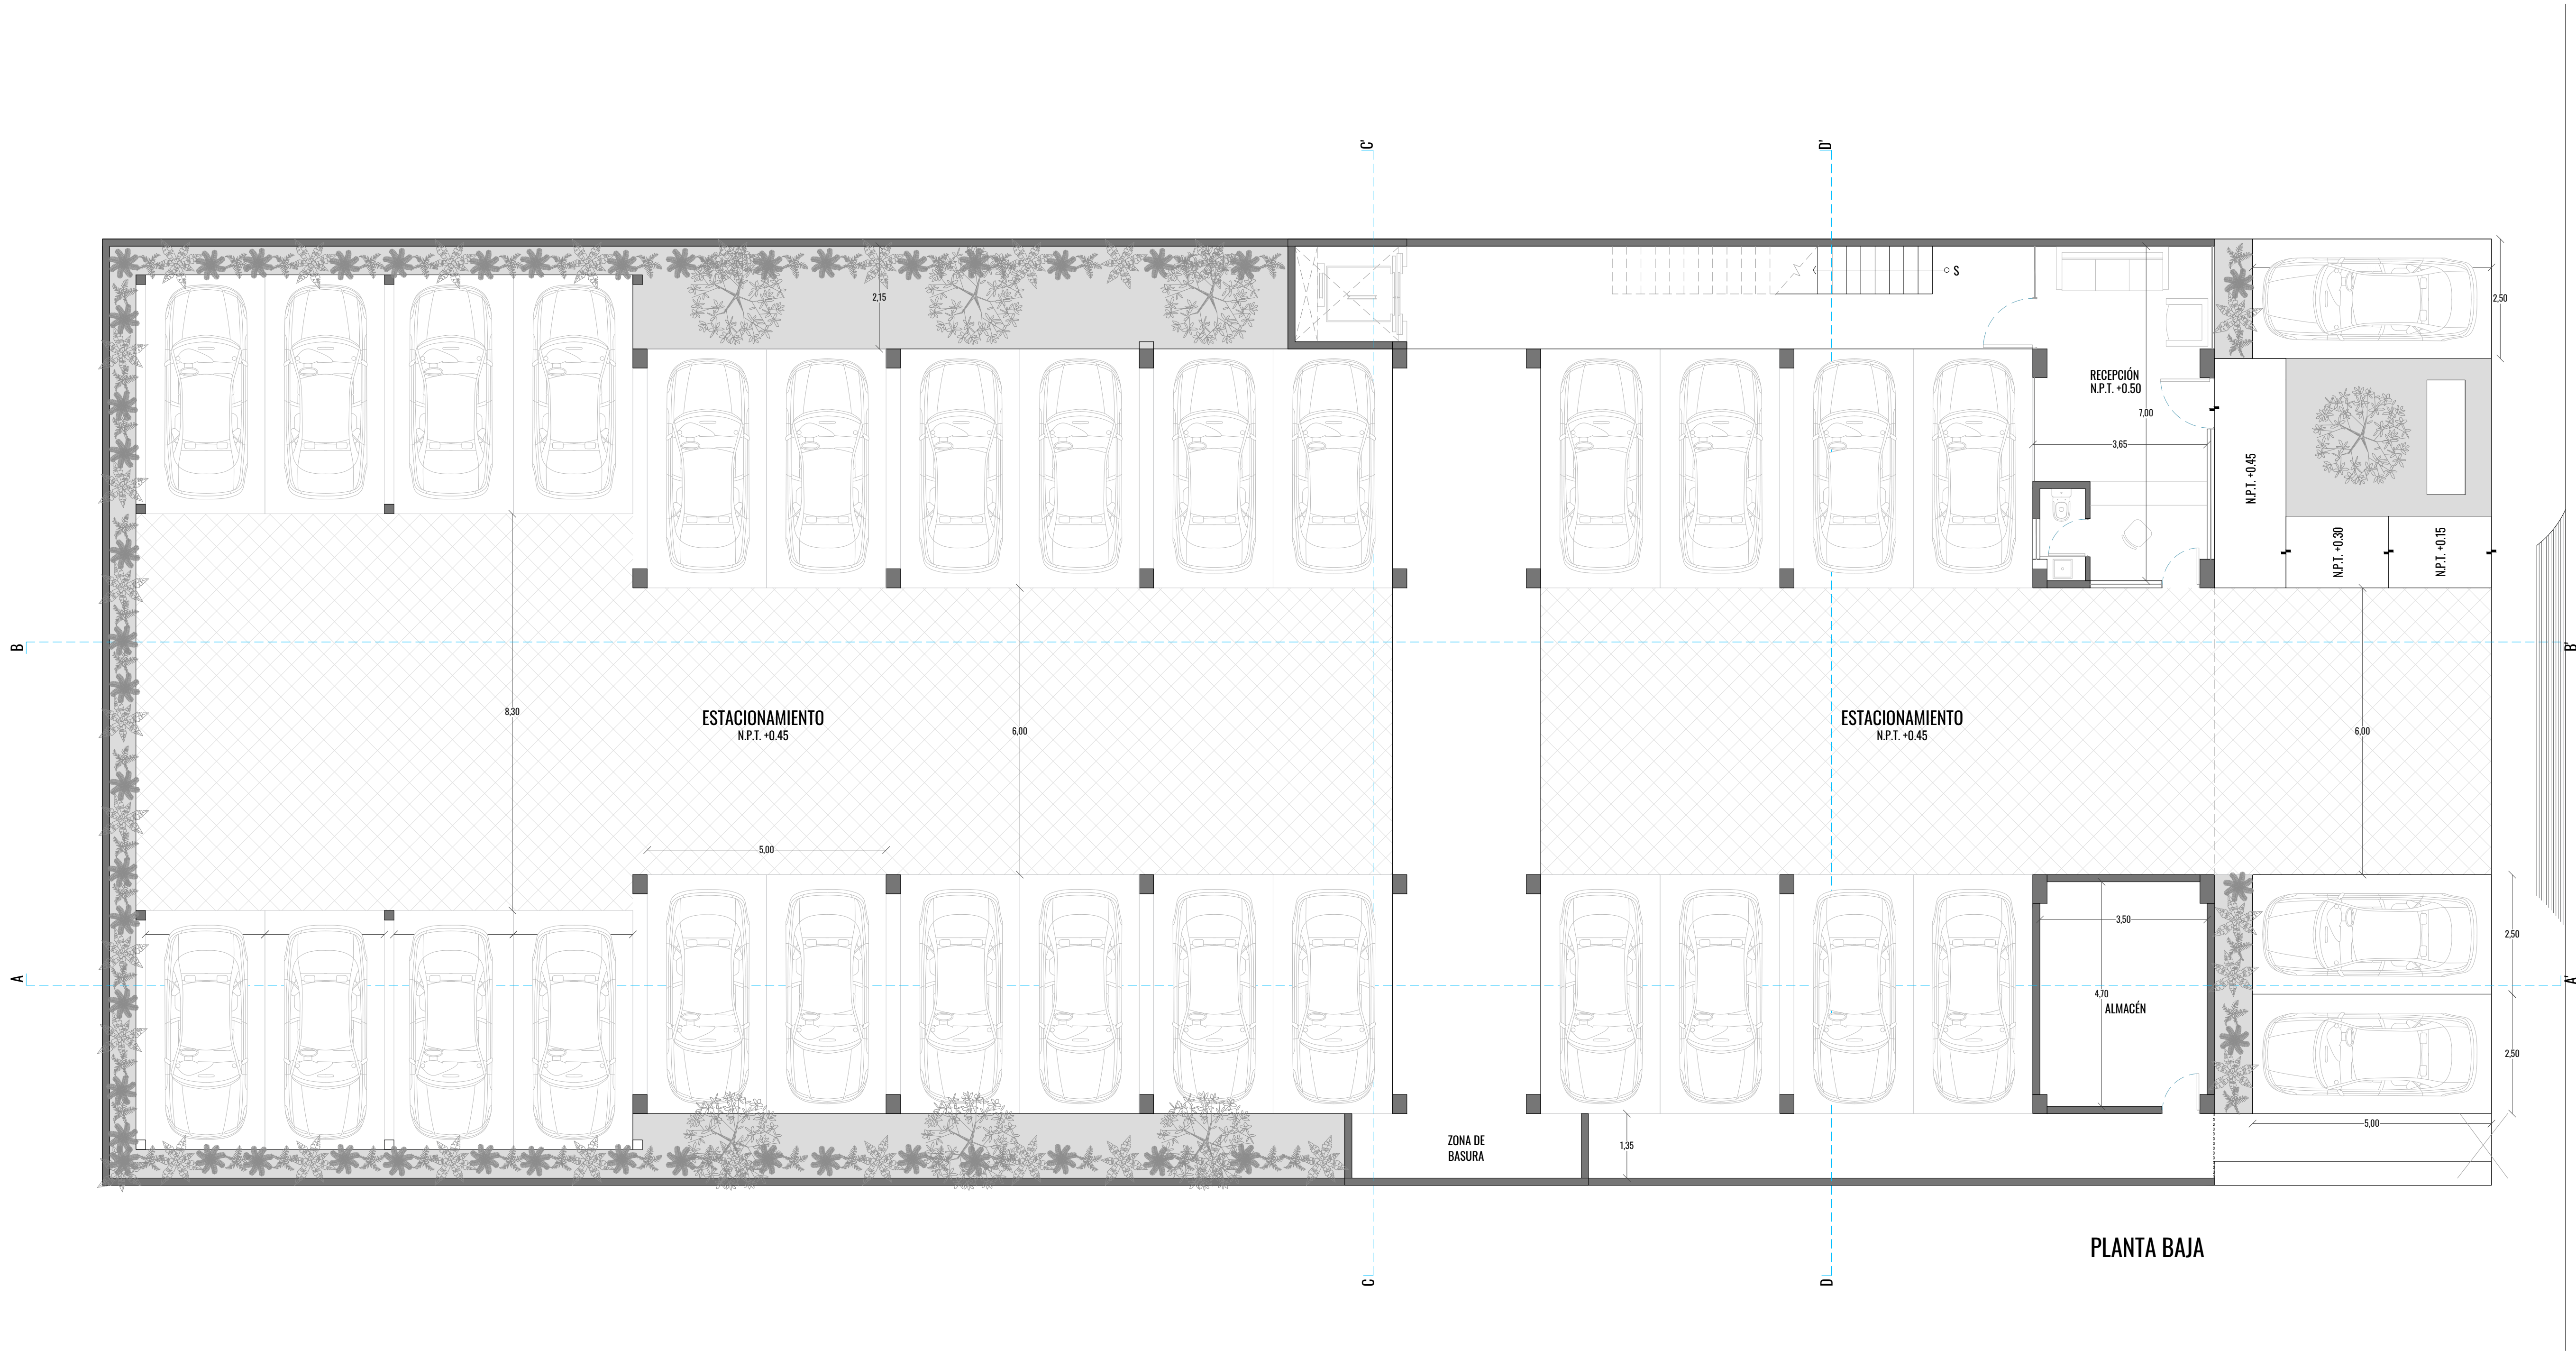 C'
D'
S
2,15
2,50
RECEPCIÓN
N.P.T. +0.50
7,00
3,65
N.P.T. +0.45
N.P.T. +0.30
N.P.T. +0.15
B
B'
8,30
ESTACIONAMIENTO
N.P.T. +0.45
6,00
ESTACIONAMIENTO
N.P.T. +0.45
6,00
5,00
3,50
2,50
A
A'
4,70
ALMACÉN
2,50
5,00
ZONA DE
BASURA
1,35
PLANTA BAJA
C
D